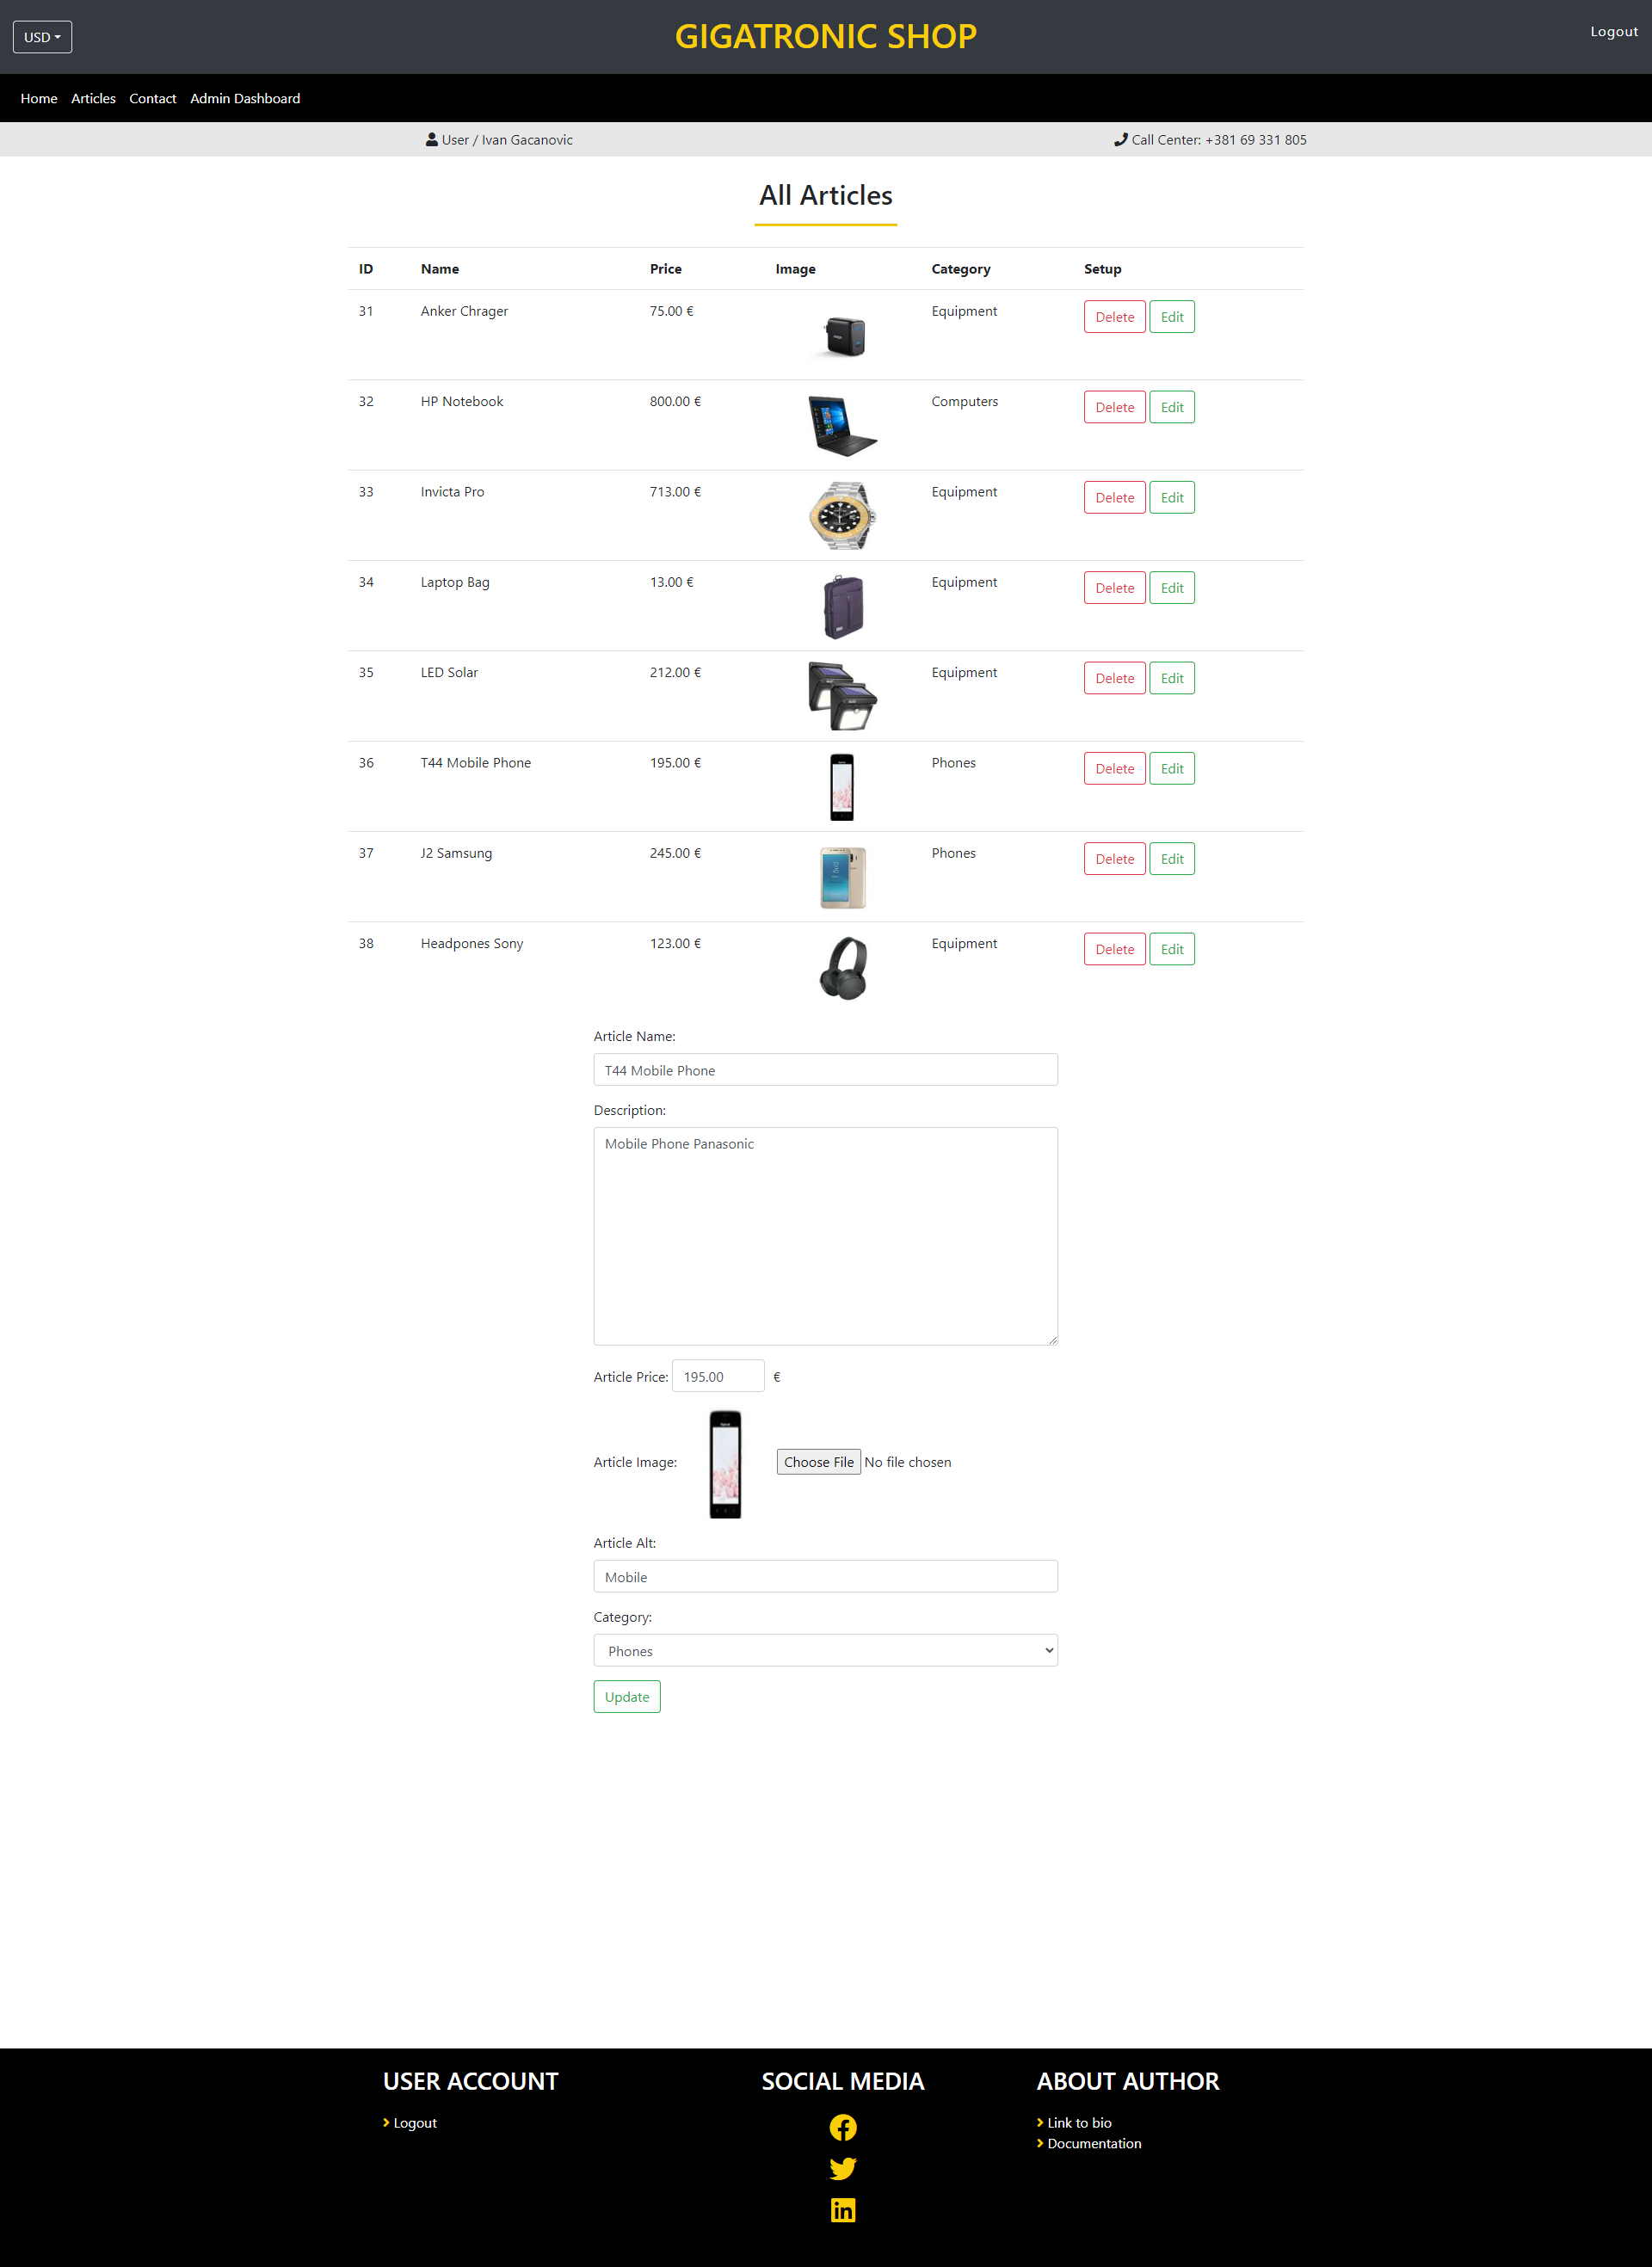 USD
GIGATRONIC SHOP
Logout
Home Articles Contact Admin Dashboard
User / Ivan Gacanovic
Call Center: +381 69 331 805
All Articles
ID Name Price Image Category Setup
31 Anker Chrager 75.00 € Equipment Delete Edit
32 HP Notebook 800.00 € Computers Delete Edit
33 Invicta Pro 713.00 € Equipment Delete Edit
34 Laptop Bag 13.00 € Equipment Delete Edit
35 LED Solar 212.00 € Equipment Delete Edit
36 T44 Mobile Phone 195.00 € Phones Delete Edit
37 J2 Samsung 245.00 € Phones Delete Edit
38 Headpones Sony 123.00 € Equipment Delete Edit
Article Name:
T44 Mobile Phone
Description:
Mobile Phone Panasonic
Article Price: 195.00 €
Article Image: Choose File No file chosen
Article Alt:
Mobile
Category:
Phones
Update
USER ACCOUNT SOCIAL MEDIA ABOUT AUTHOR
Logout
Link to bio
Documentation